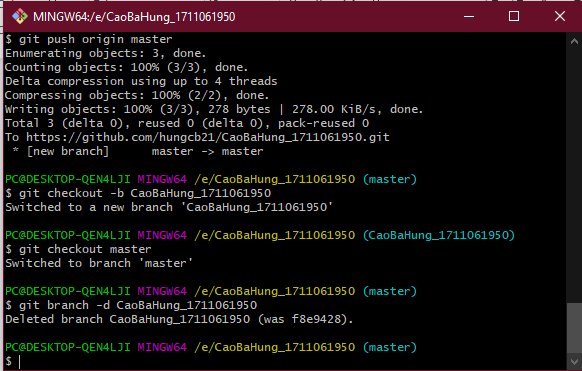 MINGW64:/e/CaoBaHung_1711061950
$ git push origin master
Enumerating objects: 3, done.
Counting objects: 100% (3/3), done.
Delta compression using up to 4 threads
Compressing objects: 100% (2/2), done.
Writing objects: 100% (3/3), 278 bytes | 278.00 KiB/s, done.
Total 3 (delta 0), reused 0 (delta 0), pack-reused 0
To https://github.com/hungcb21/CaoBaHung_1711061950.git
 * [new branch]      master -> master
PC@DESKTOP-QEN4LJI MINGW64 /e/CaoBaHung_1711061950 (master)
$ git checkout -b CaoBaHung_1711061950
Switched to a new branch 'CaoBaHung_1711061950'
PC@DESKTOP-QEN4LJI MINGW64 /e/CaoBaHung_1711061950 (CaoBaHung_1711061950)
$ git checkout master
Switched to branch 'master'
PC@DESKTOP-QEN4LJI MINGW64 /e/CaoBaHung_1711061950 (master)
$ git branch -d CaoBaHung_1711061950
Deleted branch CaoBaHung_1711061950 (was f8e9428).
PC@DESKTOP-QEN4LJI MINGW64 /e/CaoBaHung_1711061950 (master)
$